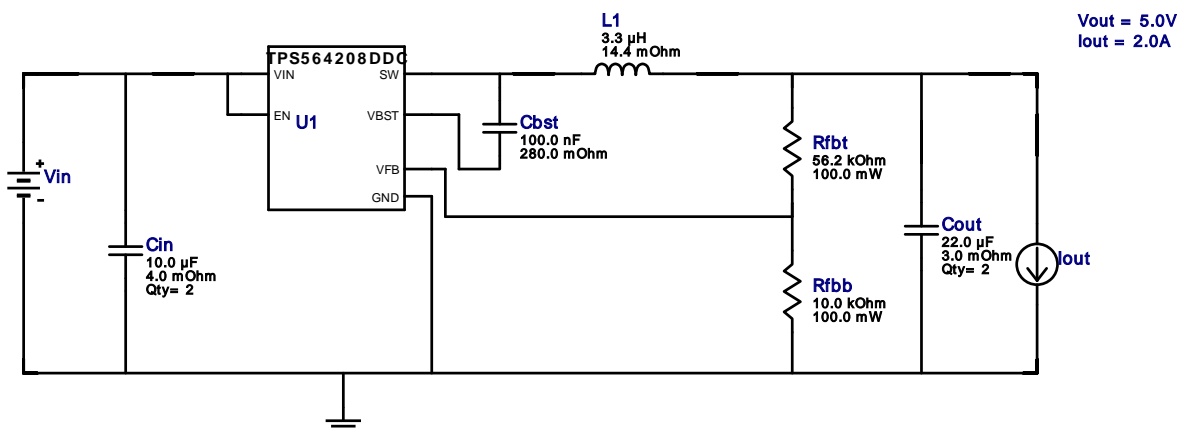 L1
3.3 µH
14.4 mOhm
Vout = 5.0V
Iout = 2.0A
TPS564208DDC
VIN
SW
EN
U1
VBST
VFB
GND
Cbst
100.0 nF
280.0 mOhm
Rfbt
56.2 kOhm
100.0 mW
+
Vin
-
Cin
10.0 µF
4.0 mOhm
Qty= 2
Cout
22.0 µF
3.0 mOhm
Qty= 2
Iout
Rfbb
10.0 kOhm
100.0 mW